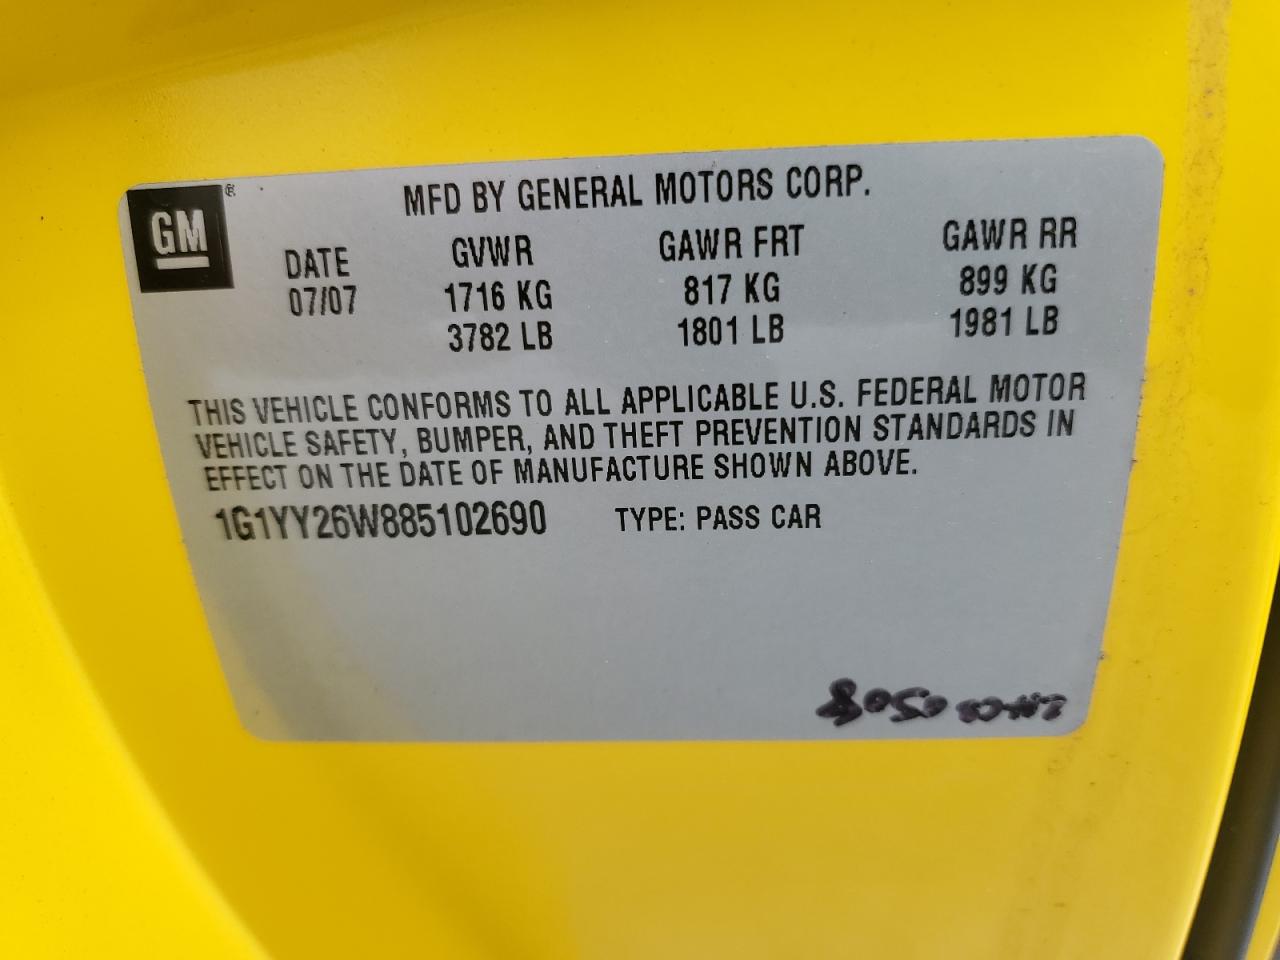 GM ®
MFD BY GENERAL MOTORS CORP.
DATE GVWR GAWR FRT GAWR RR
07/07 1716 KG 817 KG 899 KG
3782 LB 1801 LB 1981 LB
THIS VEHICLE CONFORMS TO ALL APPLICABLE U.S. FEDERAL MOTOR
VEHICLE SAFETY, BUMPER, AND THEFT PREVENTION STANDARDS IN
EFFECT ON THE DATE OF MANUFACTURE SHOWN ABOVE.
1G1YY26W885102690 TYPE: PASS CAR